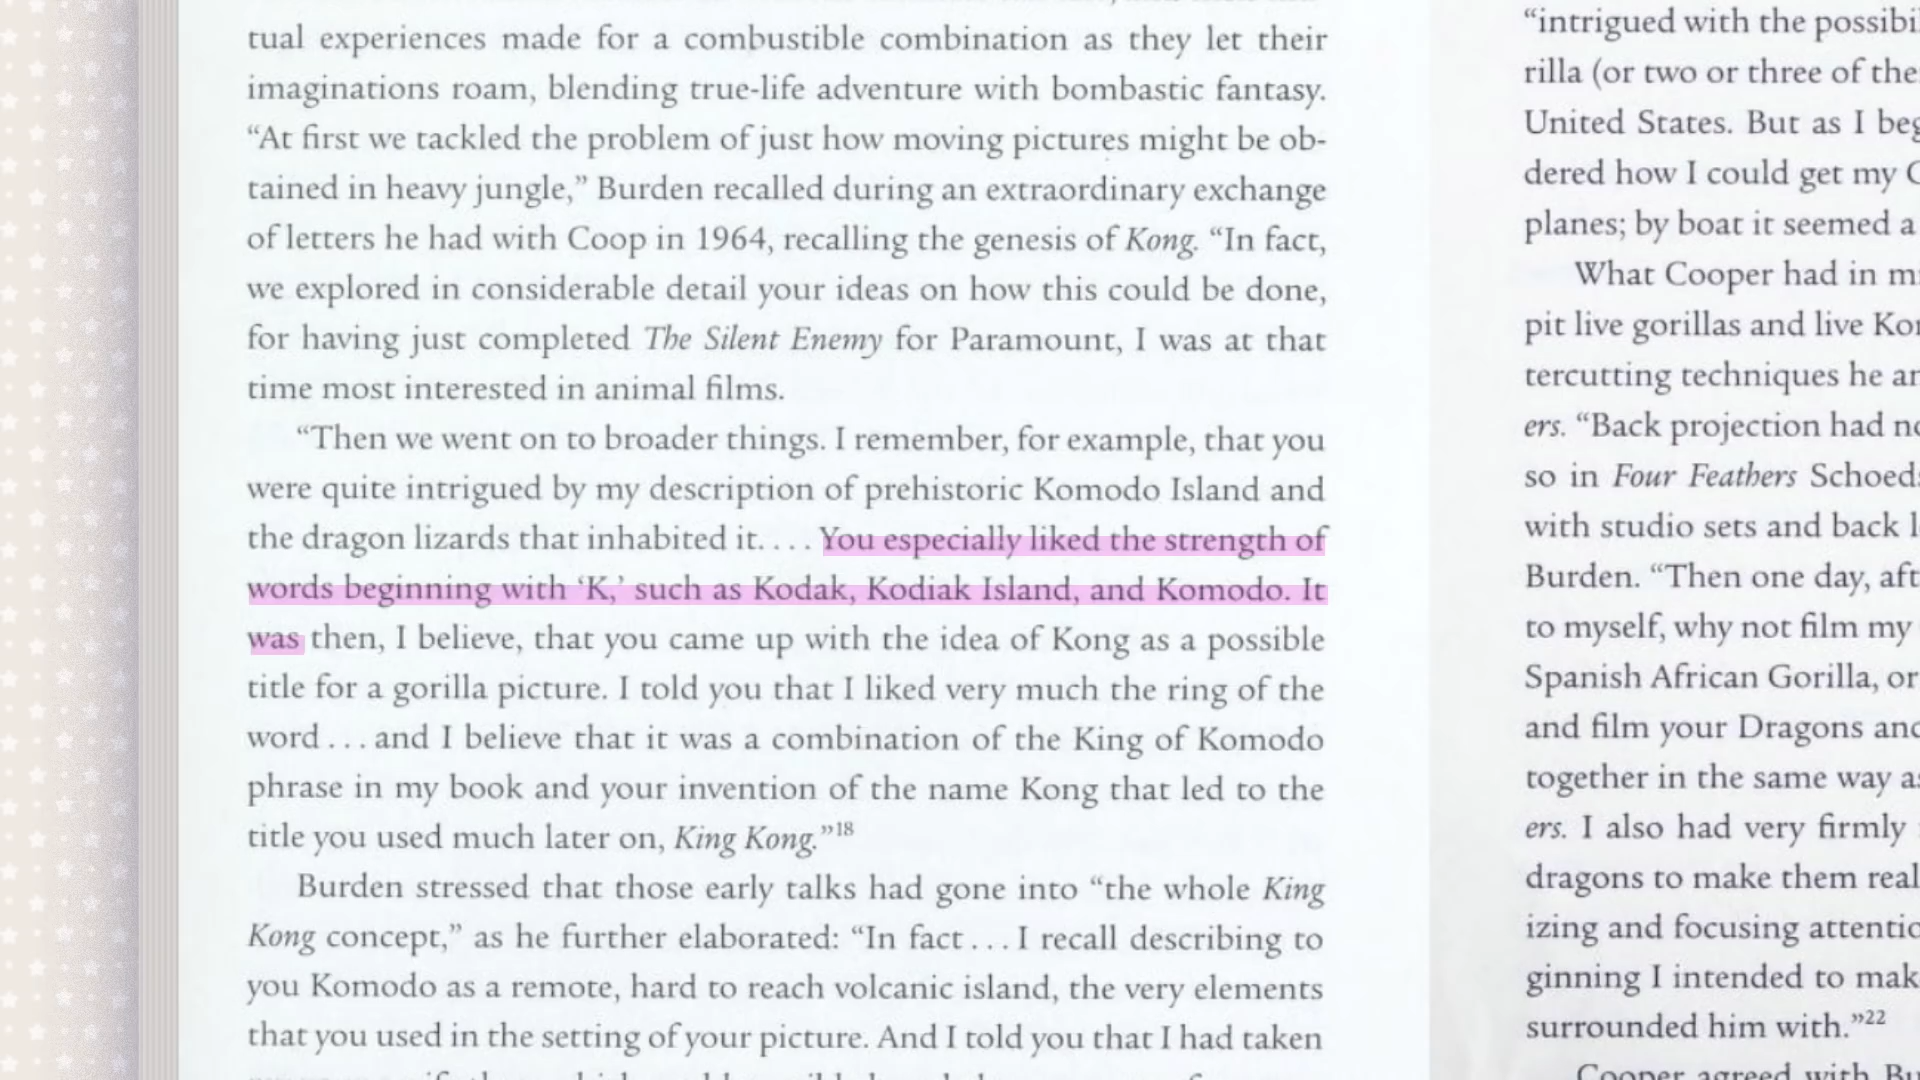 tual experiences made for a combustible combination as they let their
imaginations roam, blending true-life adventure with bombastic fantasy.
“At first we tackled the problem of just how moving pictures might be ob-
tained in heavy jungle,” Burden recalled during an extraordinary exchange
of letters he had with Coop in 1964, recalling the genesis of Kong. “In fact,
we explored in considerable detail your ideas on how this could be done,
for having just completed The Silent Enemy for Paramount, I was at that
time most interested in animal films.
“Then we went on to broader things. I remember, for example, that you
were quite intrigued by my description of prehistoric Komodo Island and
the dragon lizards that inhabited it. . . . You especially liked the strength of
words beginning with ‘K,’ such as Kodak, Kodiak Island, and Komodo. It
was then, I believe, that you came up with the idea of Kong as a possible
title for a gorilla picture. I told you that I liked very much the ring of the
word . . . and I believe that it was a combination of the King of Komodo
phrase in my book and your invention of the name Kong that led to the
title you used much later on, King Kong.”18
Burden stressed that those early talks had gone into “the whole King
Kong concept,” as he further elaborated: “In fact . . . I recall describing to
you Komodo as a remote, hard to reach volcanic island, the very elements
that you used in the setting of your picture. And I told you that I had taken
“intrigued with the possibil
rilla (or two or three of the
United States. But as I beg
dered how I could get my
planes; by boat it seemed a
What Cooper had in mi
pit live gorillas and live Kor
tercutting techniques he an
ers. “Back projection had no
so in Four Feathers Schoeds
with studio sets and back l
Burden. “Then one day, aft
to myself, why not film my
Spanish African Gorilla, or
and film your Dragons and
together in the same way as
ers. I also had very firmly
dragons to make them real
izing and focusing attentio
ginning I intended to mak
surrounded him with.”22
Cooper agreed with Bu